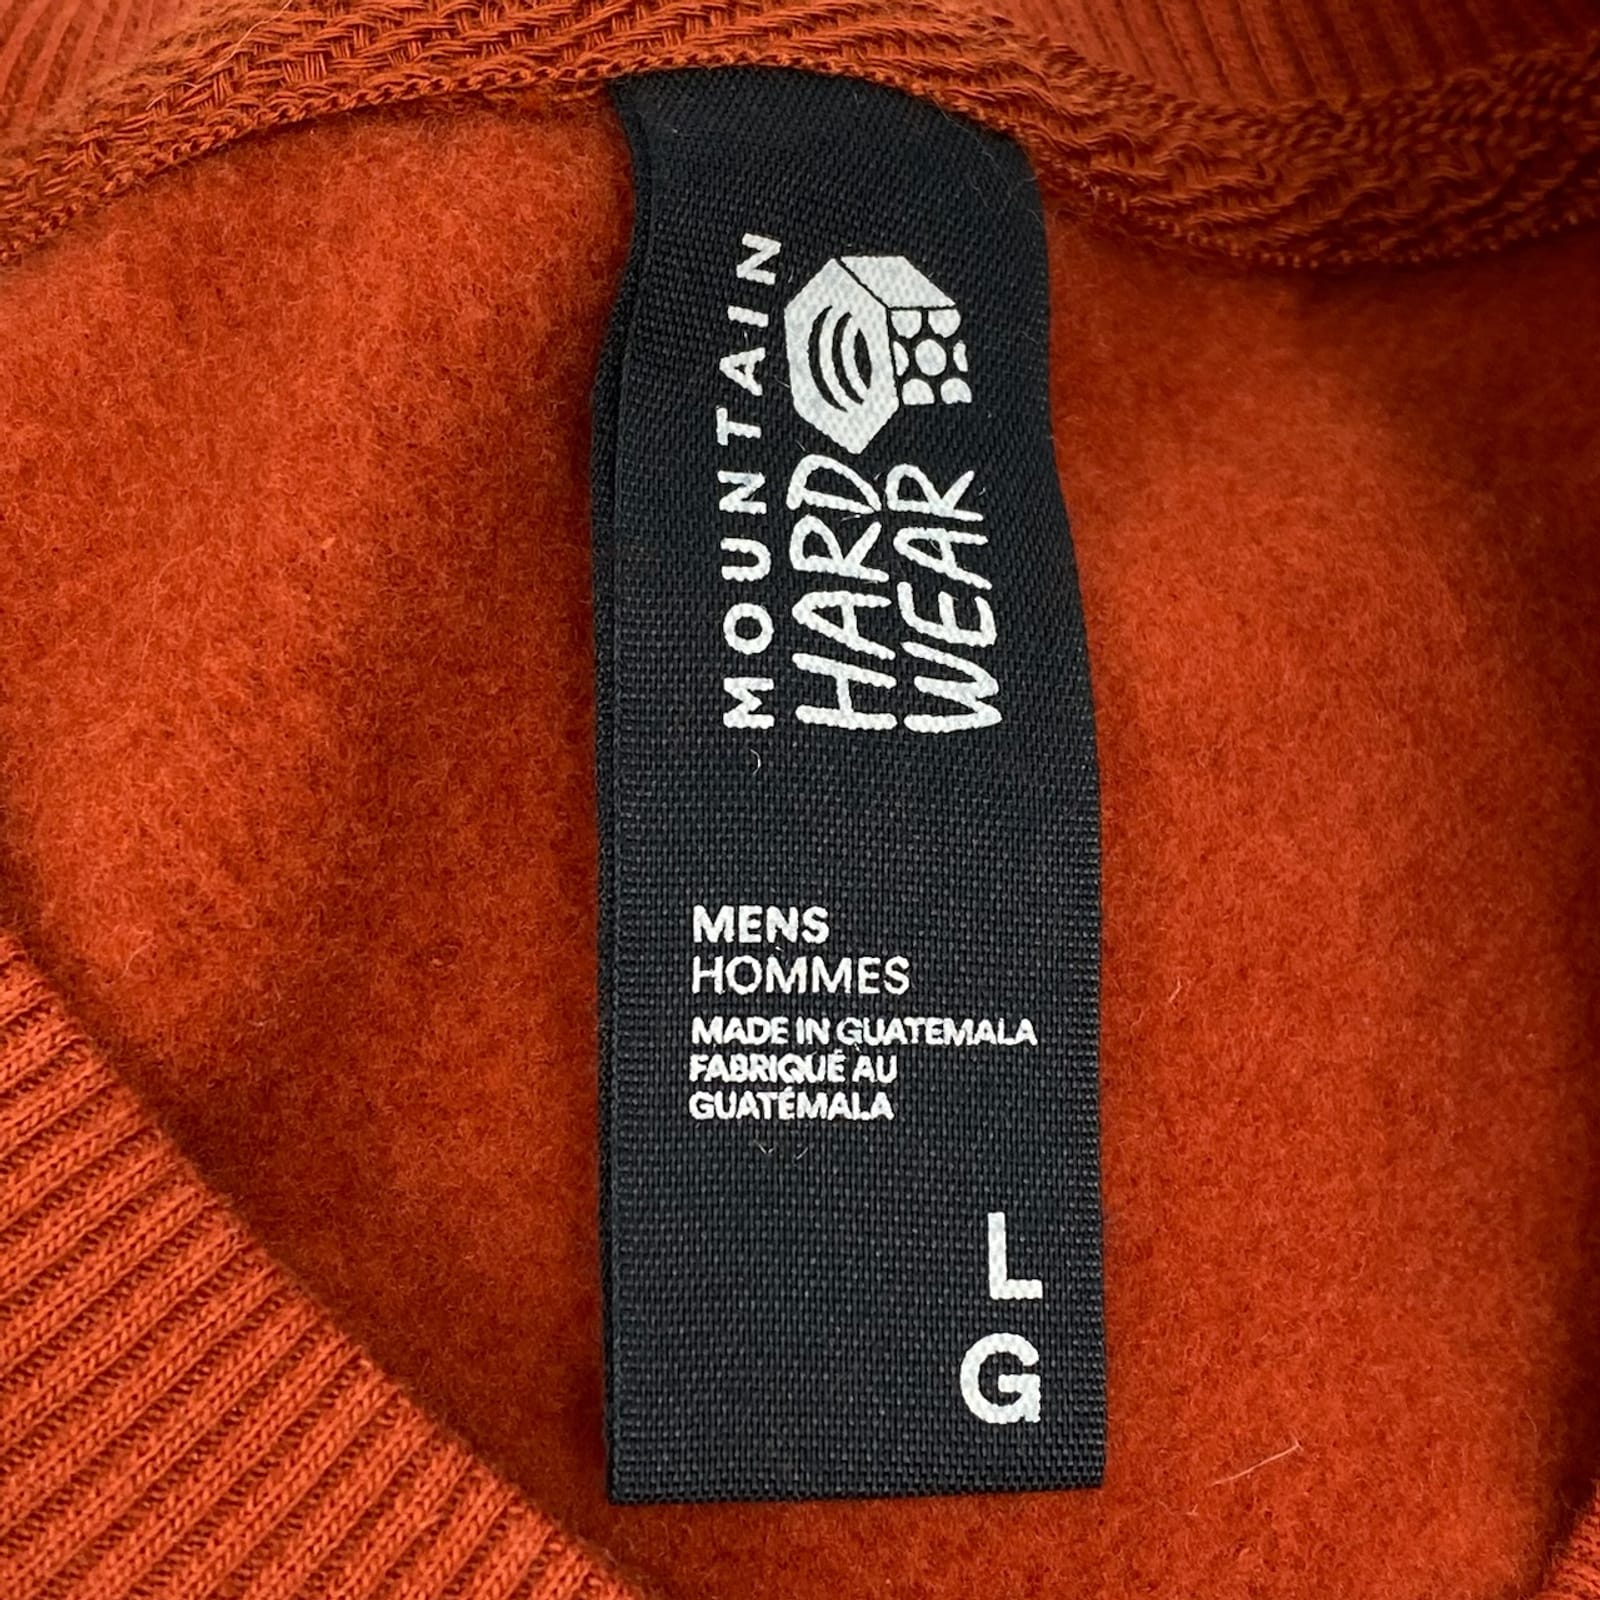 MOUNTAIN
HARD
WEAR
MENS
HOMMES
MADE IN GUATEMALA
FABRIQUÉ AU
GUATÉMALA
L
G